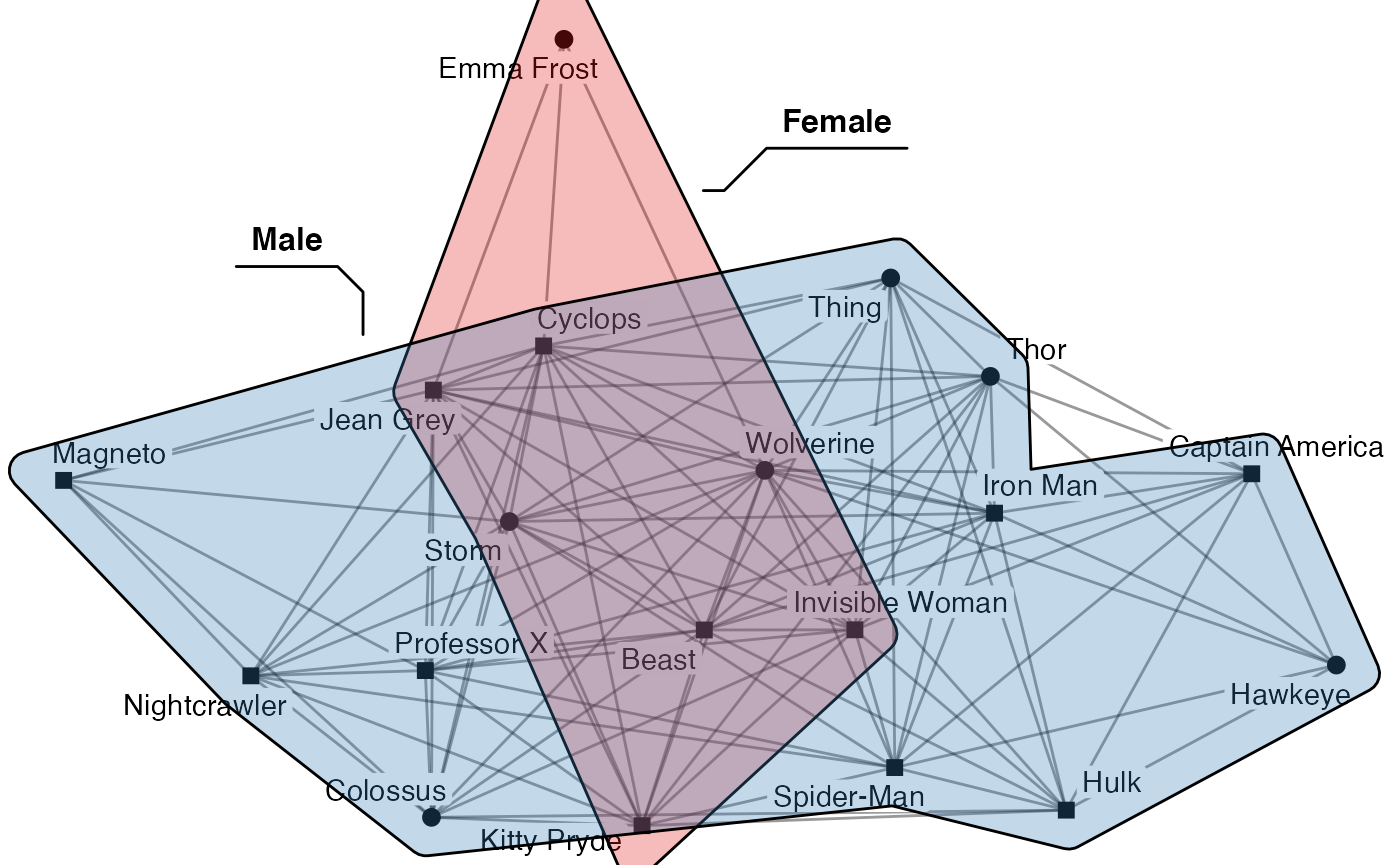 Emma Frost
Female
Male
Cyclops
Thing
Thor
Jean Grey
Magneto
Wolverine
Captain America
Iron Man
Storm
Invisible Woman
Professor X
Beast
Nightcrawler
Hawkeye
Colossus
Spider-Man
Hulk
Kitty Pryde